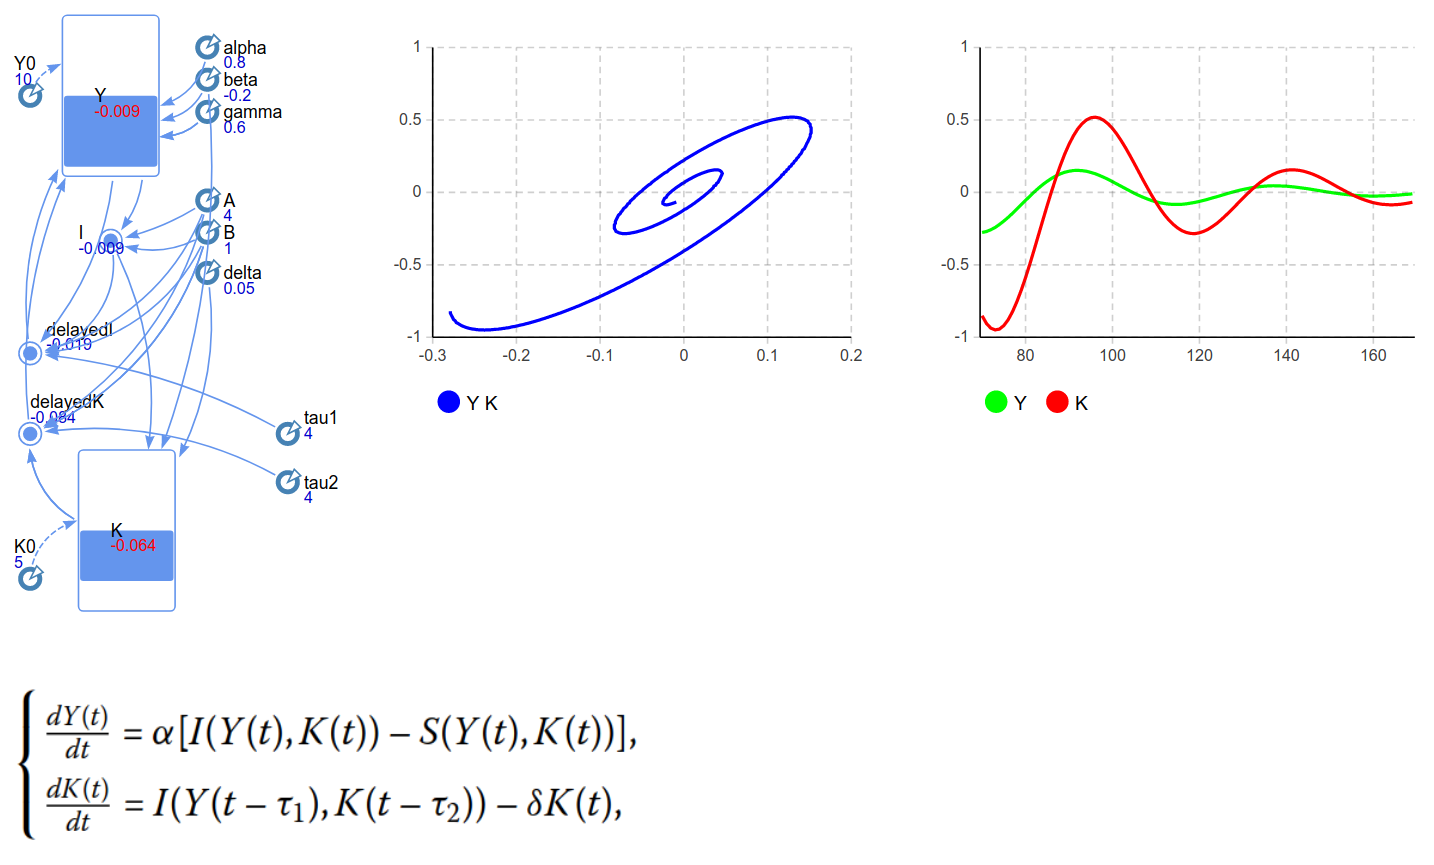 Y0
10
Y
-0.009
alpha
0.8
beta
-0.2
gamma
0.6
A
4
B
1
delta
0.05
I
-0.009
delayedI
-0.019
delayedK
-0.084
tau1
4
tau2
4
K
-0.064
K0
5
1
0.5
0
-0.5
-1
-0.3 -0.2 -0.1 0 0.1 0.2
Y K
1
0.5
0
-0.5
-1
80 100 120 140 160
Y K
dY(t)/dt = α[I(Y(t), K(t)) − S(Y(t), K(t))],
dK(t)/dt = I(Y(t − τ₁), K(t − τ₂)) − δK(t),